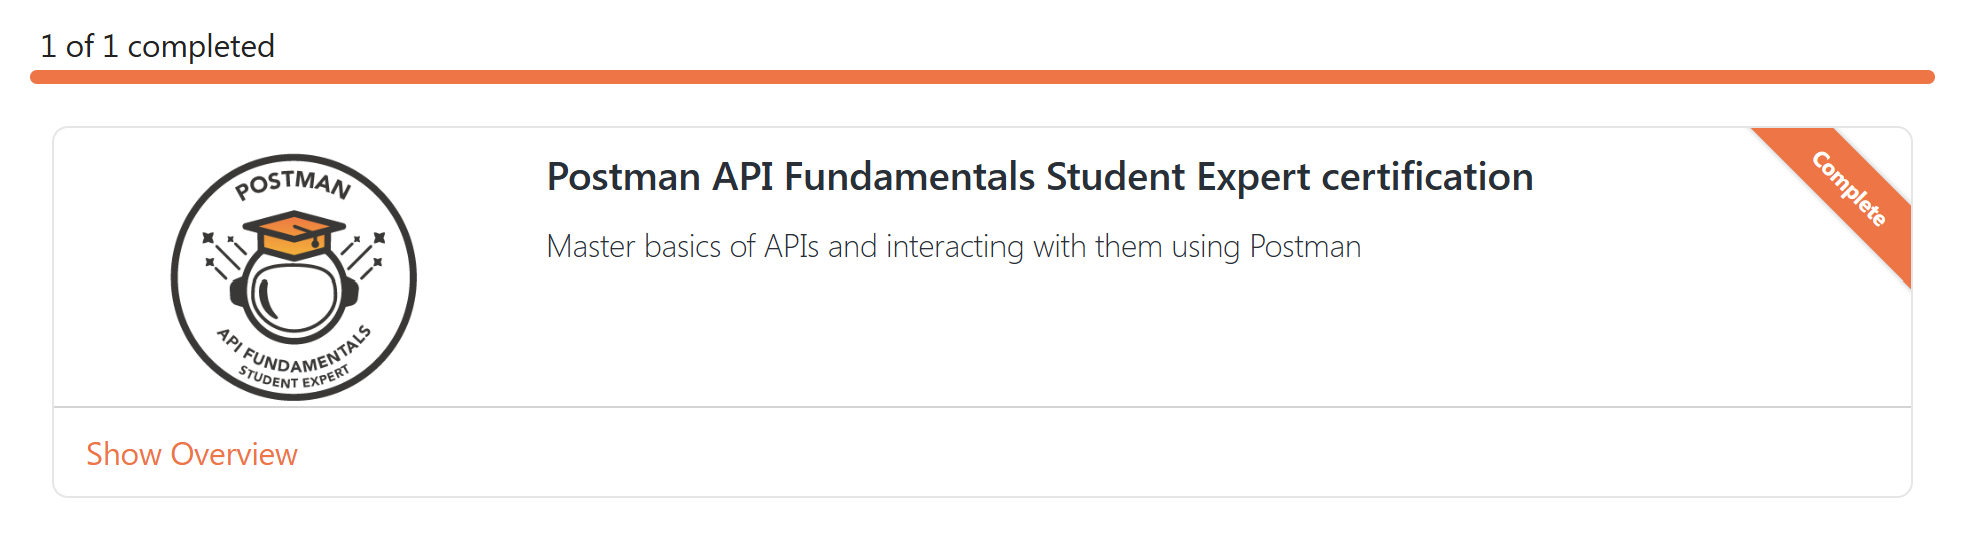 1 of 1 completed
POSTMAN
API FUNDAMENTALS
STUDENT EXPERT
Postman API Fundamentals Student Expert certification
Master basics of APIs and interacting with them using Postman
Complete
Show Overview